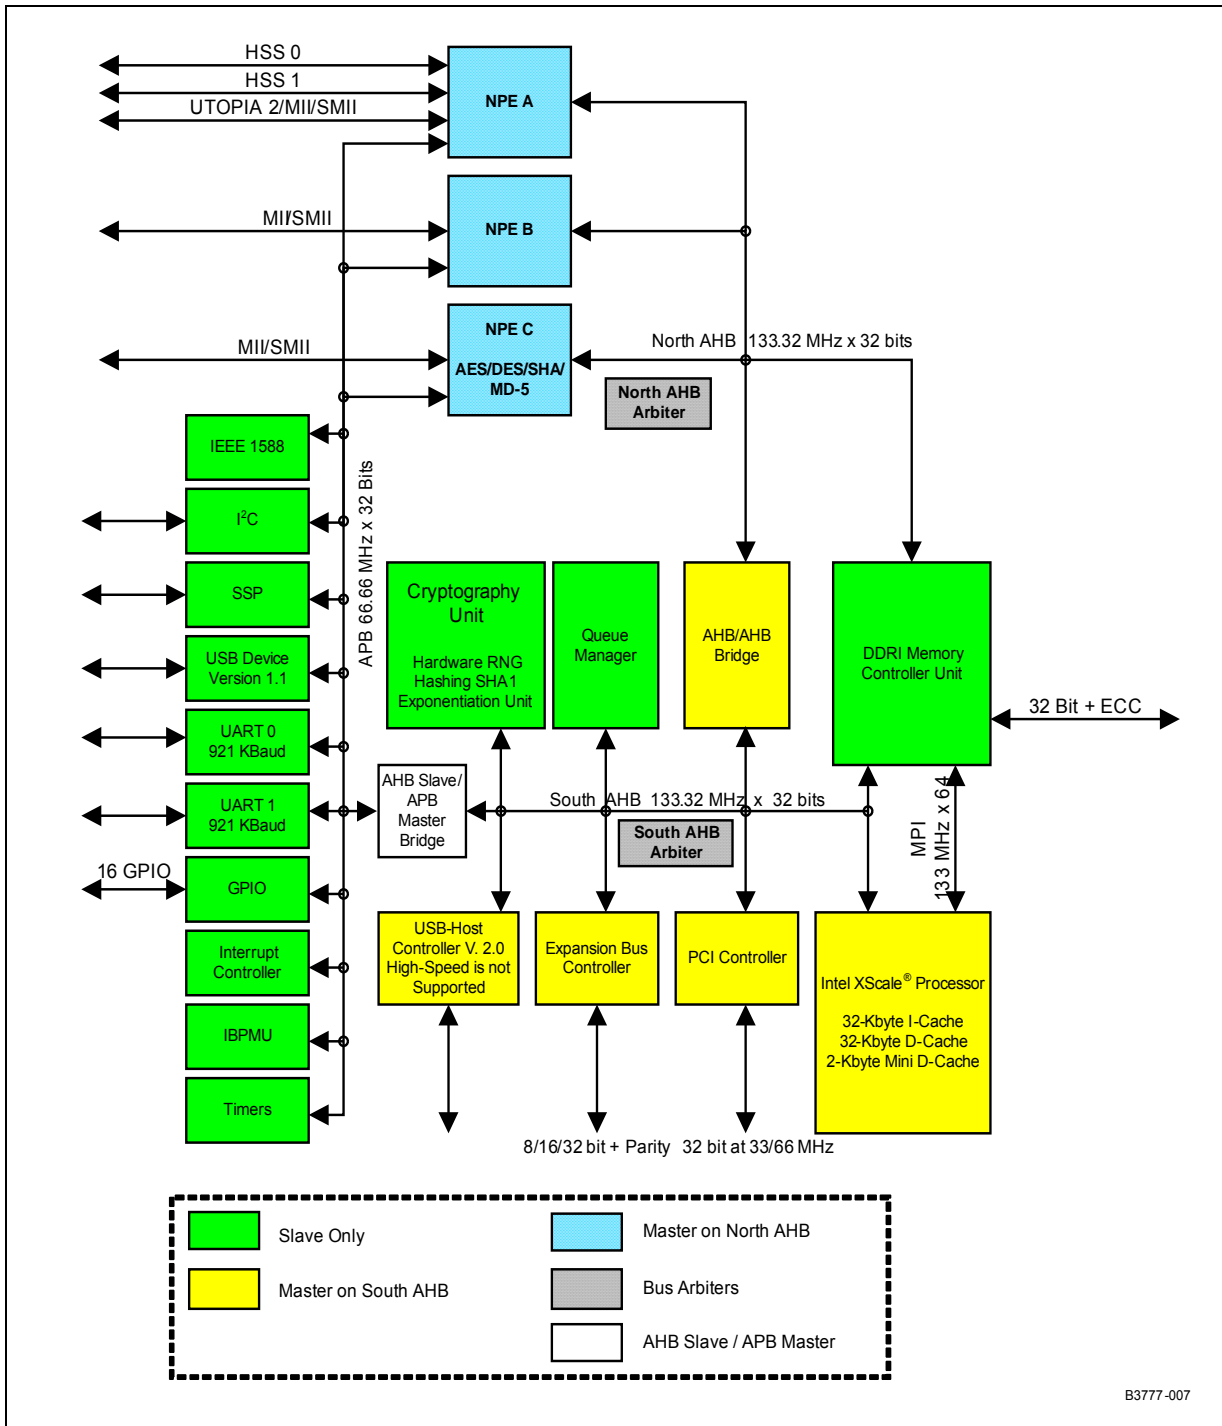 HSS 0
HSS 1
UTOPIA 2/MII/SMII
NPE A
MII/SMII
NPE B
MII/SMII
NPE C
AES/DES/SHA/
MD-5
North AHB 133.32 MHz x 32 bits
North AHB
Arbiter
APB 66.66 MHz x 32 Bits
IEEE 1588
I²C
SSP
USB Device
Version 1.1
UART 0
921 KBaud
UART 1
921 KBaud
16 GPIO
GPIO
Interrupt
Controller
IBPMU
Timers
Cryptography
Unit
Hardware RNG
Hashing SHA1
Exponentiation Unit
Queue
Manager
AHB/AHB
Bridge
DDRI Memory
Controller Unit
32 Bit + ECC
AHB Slave/
APB
Master
Bridge
South AHB 133.32 MHz x 32 bits
South AHB
Arbiter
MPI
133 MHz x 64
USB-Host
Controller V. 2.0
High-Speed is not
Supported
Expansion Bus
Controller
PCI Controller
Intel XScale® Processor
32-Kbyte I-Cache
32-Kbyte D-Cache
2-Kbyte Mini D-Cache
8/16/32 bit + Parity
32 bit at 33/66 MHz
Slave Only
Master on North AHB
Master on South AHB
Bus Arbiters
AHB Slave / APB Master
B3777-007